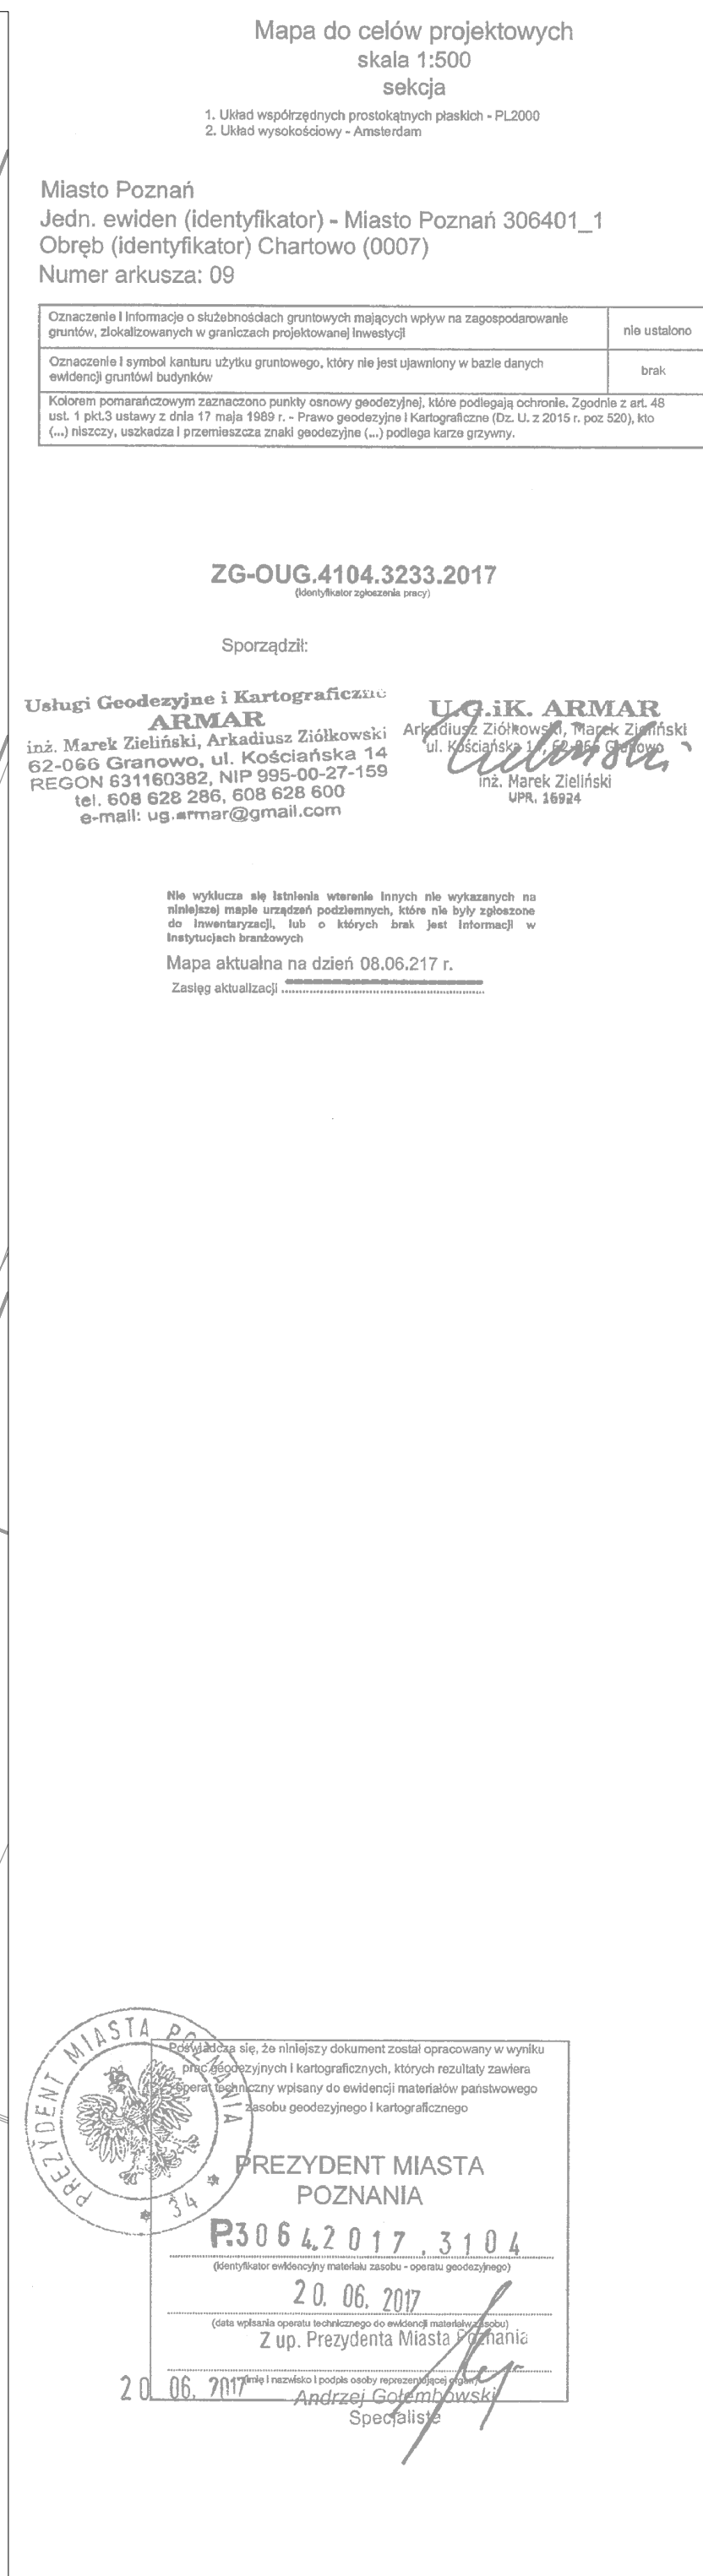 Mapa do celów projektowych
skala 1:500
sekcja
1. Układ współrzędnych prostokątnych płaskich - PL2000
2. Układ wysokościowy - Amsterdam
Miasto Poznań
Jedn. ewiden (identyfikator) - Miasto Poznań 306401_1
Obręb (identyfikator) Chartowo (0007)
Numer arkusza: 09
Oznaczenie i informacje o służebnościach gruntowych mających wpływ na zagospodarowanie
gruntów, zlokalizowanych w graniczach projektowanej inwestycji
nie ustalono
Oznaczenie i symbol kanturu użytku gruntowego, który nie jest ujawniony w bazie danych
ewidencji gruntówi budynków
brak
Kolorem pomarańczowym zaznaczono punkty osnowy geodezyjnej, które podlegają ochronie. Zgodnie z art. 48
ust. 1 pkt.3 ustawy z dnia 17 maja 1989 r. - Prawo geodezyjne i Kartograficzne (Dz. U. z 2015 r. poz 520), kto
(...) niszczy, uszkadza i przemieszcza znaki geodezyjne (...) podlega karze grzywny.
ZG-OUG.4104.3233.2017
(identyfikator zgłoszenia pracy)
Sporządził:
Usługi Geodezyjne i Kartograficzne
ARMAR
inż. Marek Zieliński, Arkadiusz Ziółkowski
62-066 Granowo, ul. Kościańska 14
REGON 631160382, NIP 995-00-27-159
tel. 608 628 286, 608 628 600
e-mail: ug.armar@gmail.com
U.G.iK. ARMAR
Arkadiusz Ziółkowski, Marek Zieliński
ul. Kościańska 14, 62-066 Granowo
Zieliński
inż. Marek Zieliński
UPR. 16924
Nie wyklucza się istnienia wterenie innych nie wykazanych na
niniejszej mapie urządzeń podziemnych, które nie były zgłoszone
do inwentaryzacji, lub o których brak jest informacji w
instytucjach branżowych
Mapa aktualna na dzień 08.06.217 r.
Zasięg aktualizacji
PREZYDENT MIASTA POZNANIA
* 34 *
Poświadcza się, że niniejszy dokument został opracowany w wyniku
prac geodezyjnych i kartograficznych, których rezultaty zawiera
operat techniczny wpisany do ewidencji materiałów państwowego
zasobu geodezyjnego i kartograficznego
PREZYDENT MIASTA
POZNANIA
P.3064.2017.3104
(identyfikator ewidencyjny materiału zasobu - operatu geodezyjnego)
20. 06. 2017
(data wpisania operatu technicznego do ewidencji materiałw zasobu)
Z up. Prezydenta Miasta Poznania
20. 06. 2017
(imię i nazwisko i podpis osoby reprezentującej organ)
Andrzej Gołembowski
Specjalista